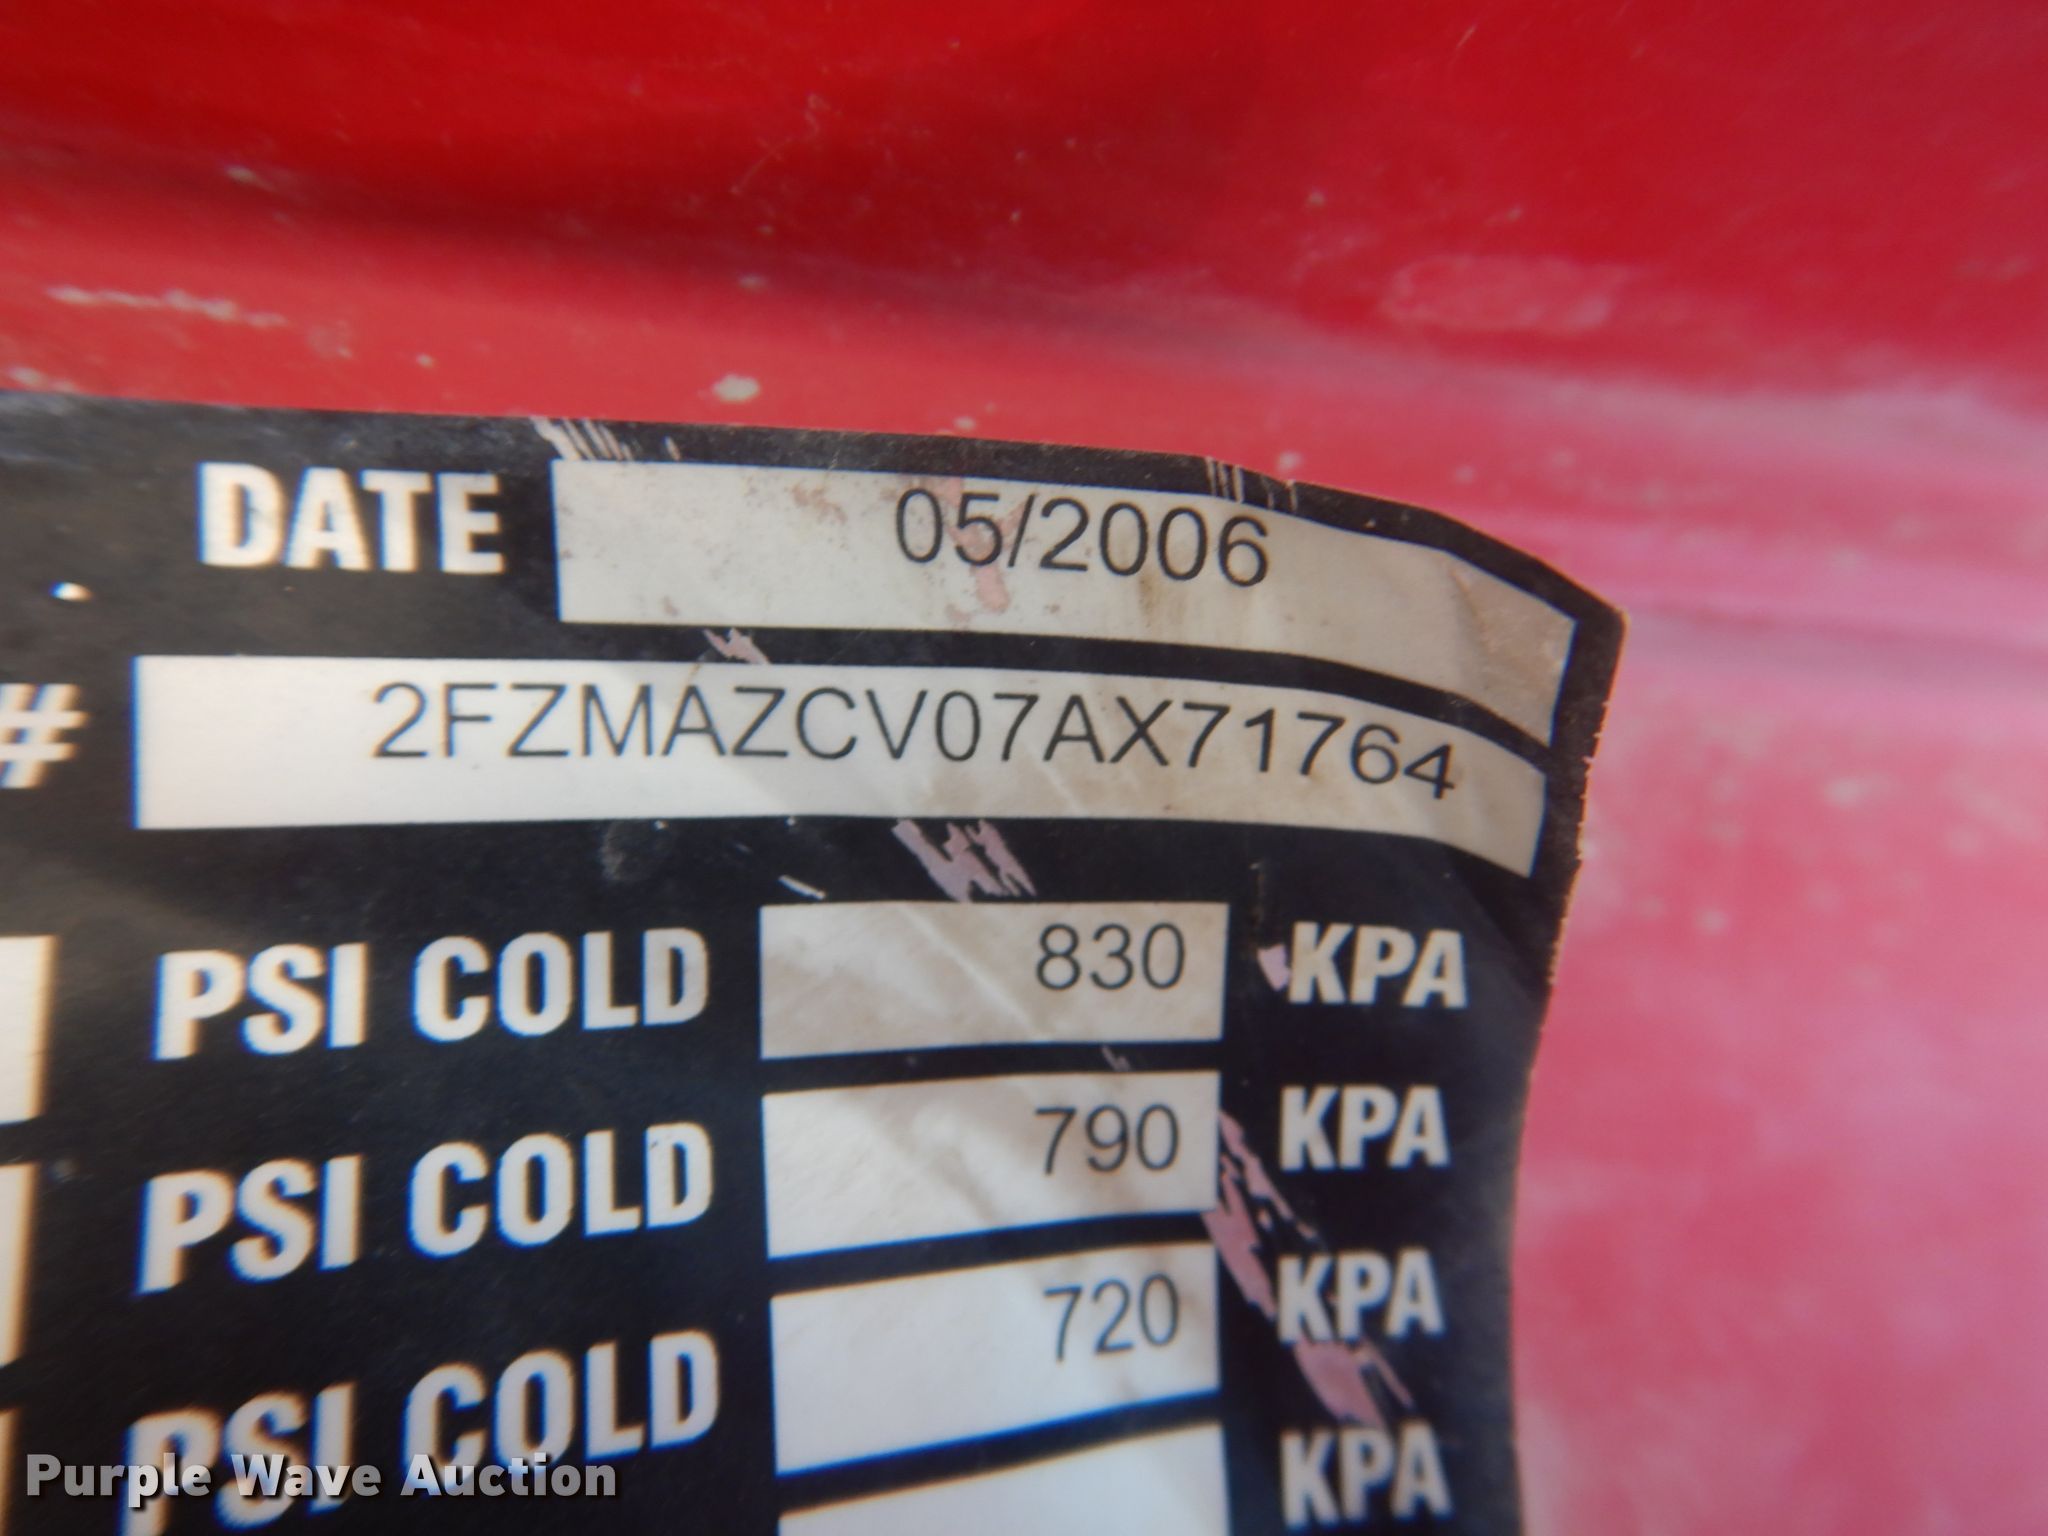 DATE 05/2006
# 2FZMAZCV07AX71764
PSI COLD 830 KPA
PSI COLD 790 KPA
PSI COLD 720 KPA
KPA
Purple Wave Auction